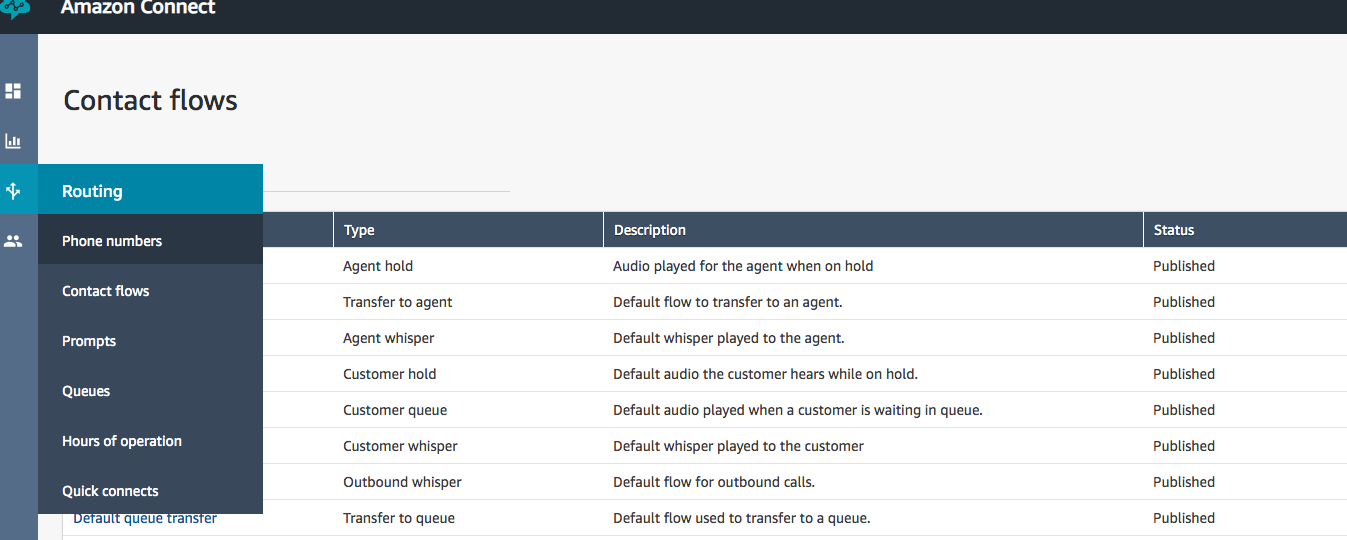 Amazon Connect
Contact flows
Routing
Phone numbers
Contact flows
Prompts
Queues
Hours of operation
Quick connects
Type Description Status
Agent hold Audio played for the agent when on hold Published
Transfer to agent Default flow to transfer to an agent. Published
Agent whisper Default whisper played to the agent. Published
Customer hold Default audio the customer hears while on hold. Published
Customer queue Default audio played when a customer is waiting in queue. Published
Customer whisper Default whisper played to the customer Published
Outbound whisper Default flow for outbound calls. Published
Default queue transfer Transfer to queue Default flow used to transfer to a queue. Published